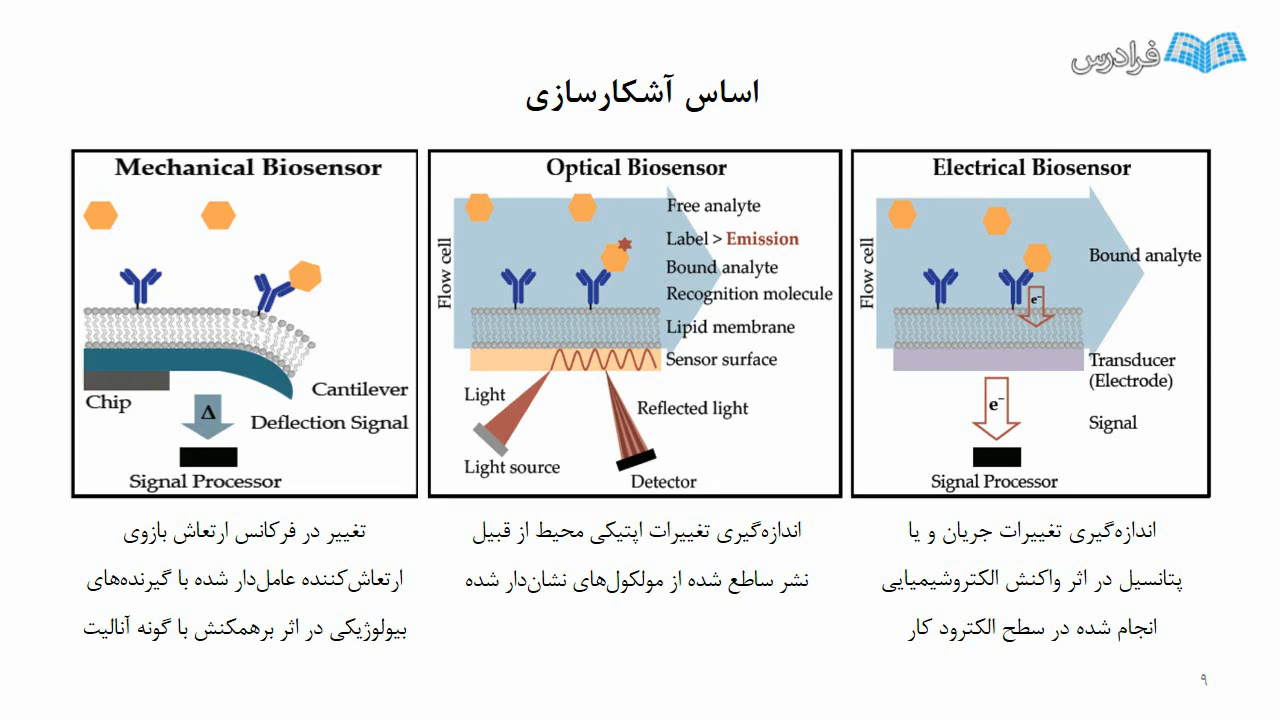 فرادرس
اساس آشکارسازی
Mechanical Biosensor
Chip
Cantilever
Δ
Deflection Signal
Signal Processor
Optical Biosensor
Flow cell
Free analyte
Label > Emission
Bound analyte
Recognition molecule
Lipid membrane
Sensor surface
Light
Reflected light
Light source
Detector
Electrical Biosensor
Flow cell
Bound analyte
e⁻
Transducer
(Electrode)
e⁻
Signal
Signal Processor
اندازه‌گیری تغییرات جریان و یا
پتانسیل در اثر واکنش الکتروشیمیایی
انجام شده در سطح الکترود کار
اندازه‌گیری تغییرات اپتیکی محیط از قبیل
نشر ساطع شده از مولکول‌های نشان‌دار شده
تغییر در فرکانس ارتعاش بازوی
ارتعاش‌کننده عامل‌دار شده با گیرنده‌های
بیولوژیکی در اثر برهمکنش با گونه آنالیت
۹